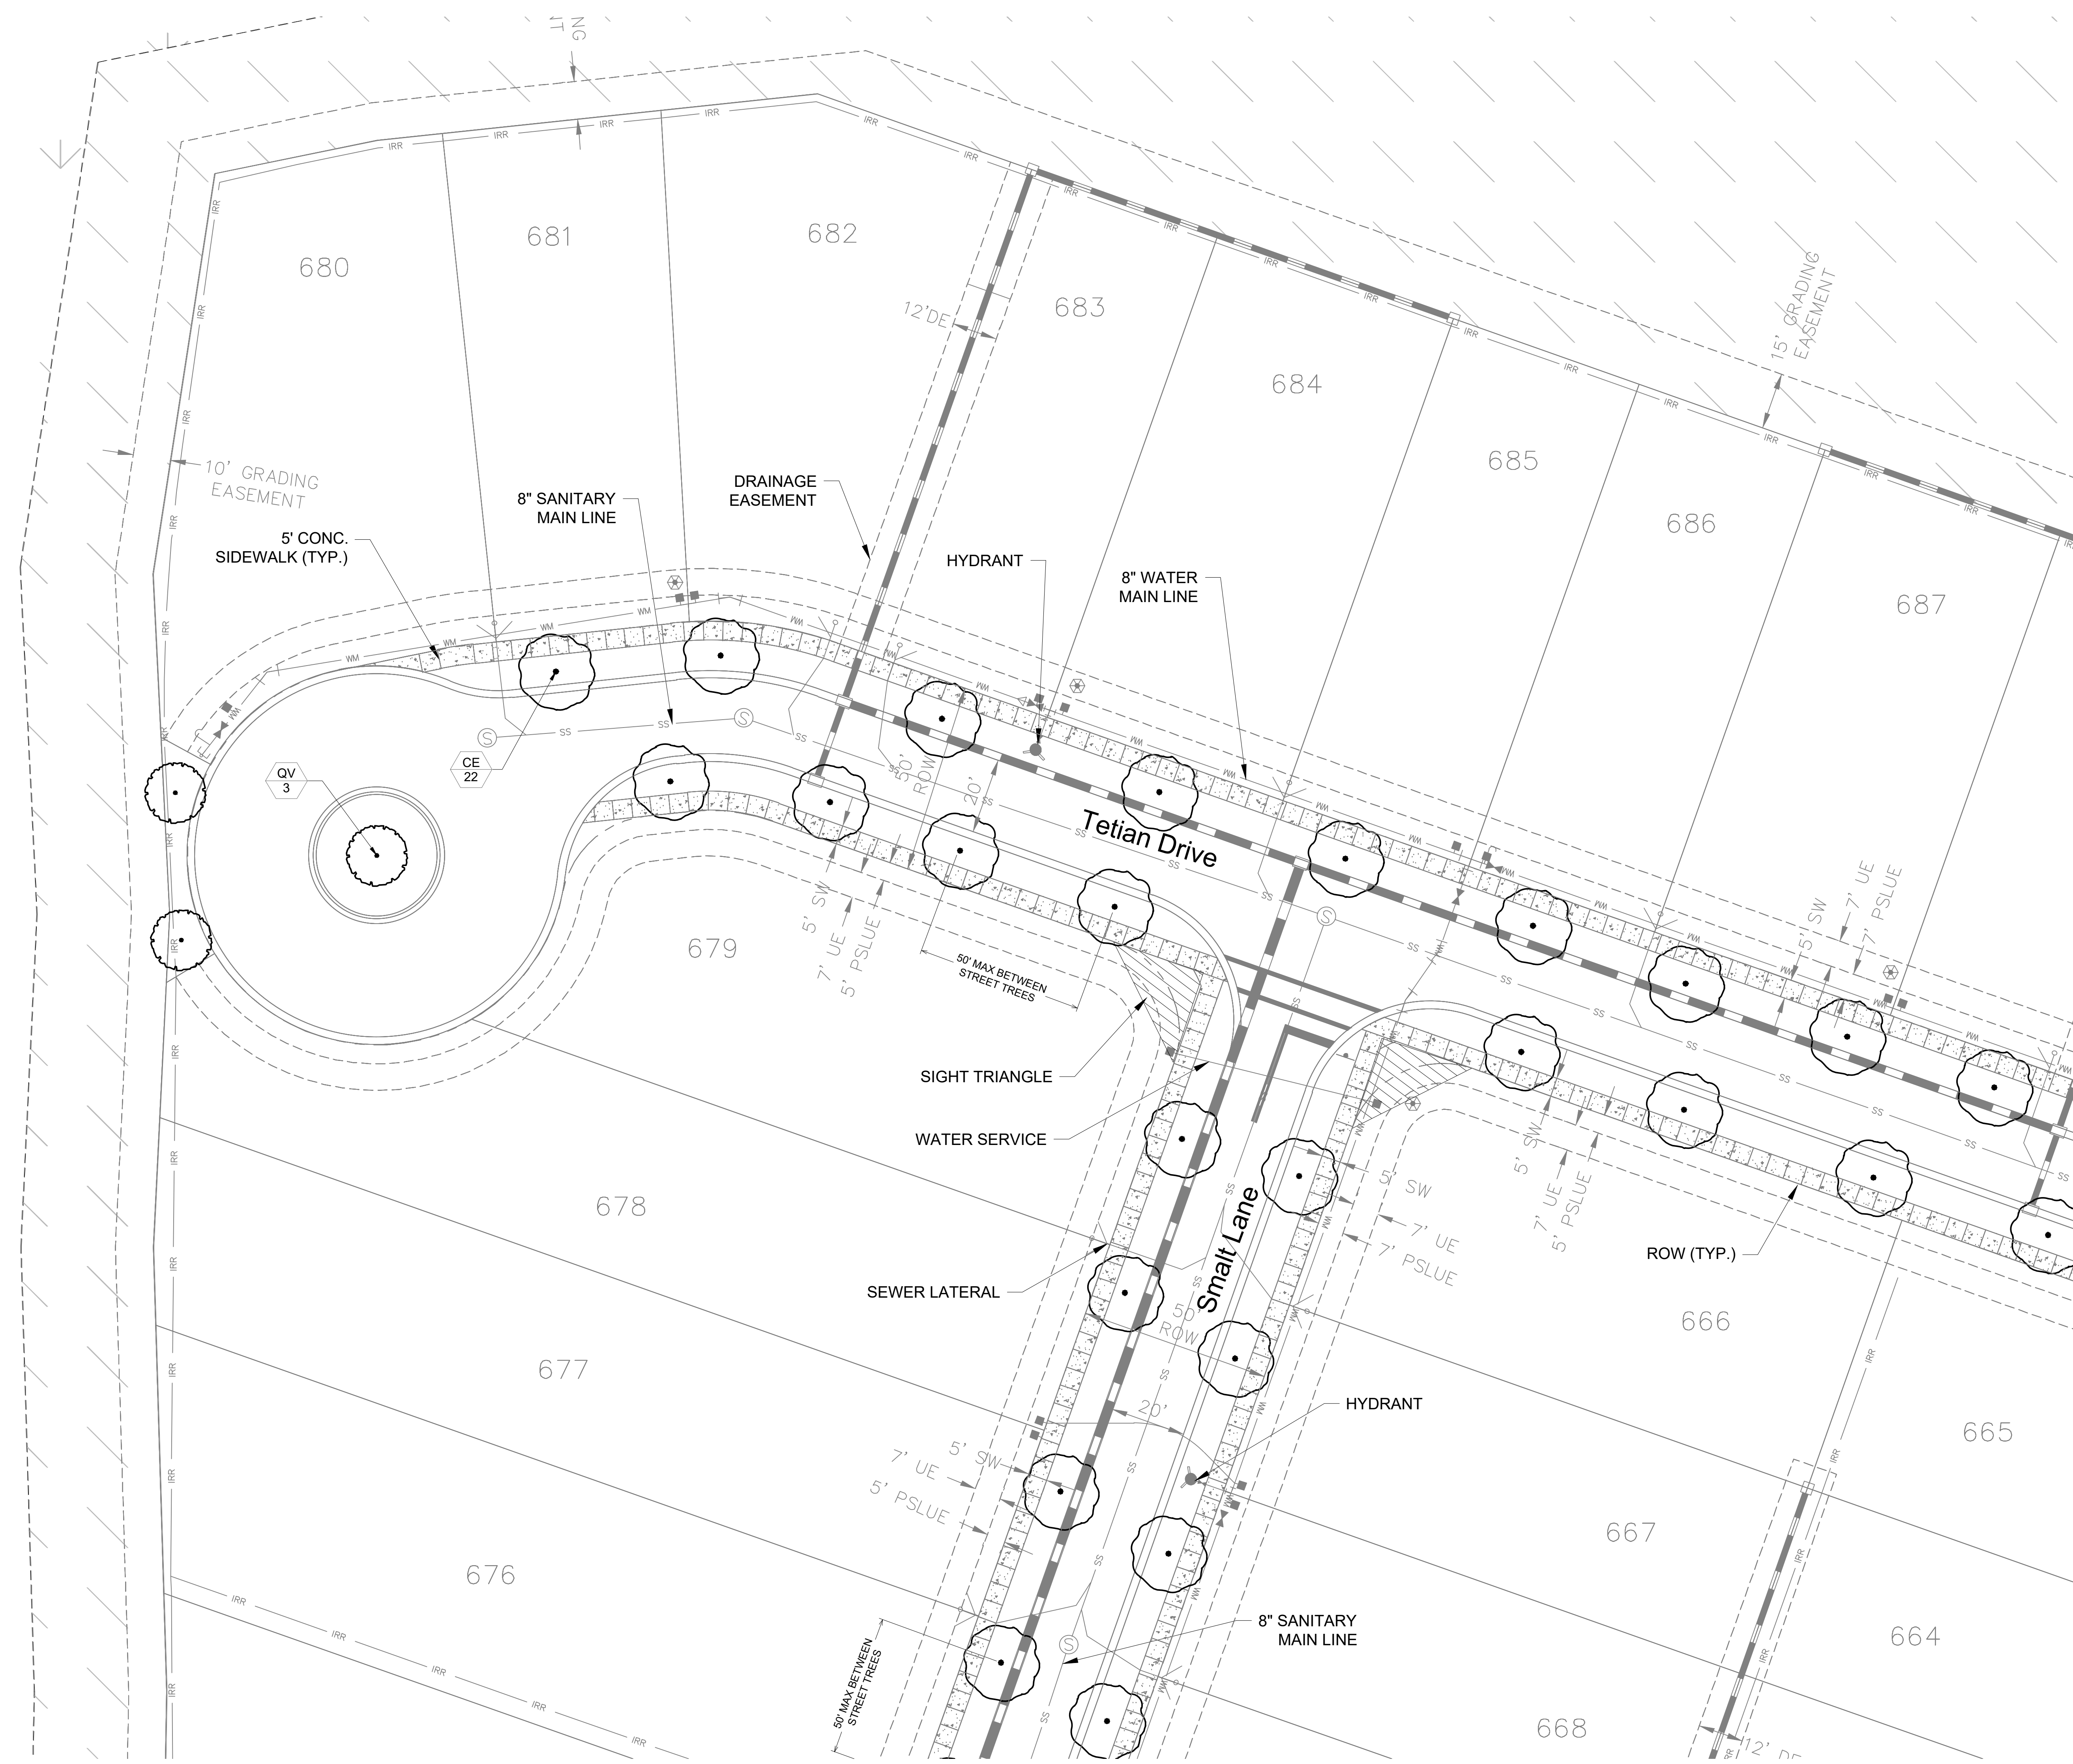 680
681
682
12'DE
683
684
685
686
687
15' GRADING
EASEMENT
10' GRADING
EASEMENT
5' CONC.
SIDEWALK (TYP.)
8" SANITARY
MAIN LINE
DRAINAGE
EASEMENT
HYDRANT
8" WATER
MAIN LINE
QV
3
CE
22
50'
ROW
20'
Tetian Drive
5' SW
7' UE
5' PSLUE
50' MAX BETWEEN
STREET TREES
679
5' SW
7' UE
7' PSLUE
SIGHT TRIANGLE
WATER SERVICE
678
SEWER LATERAL
Smalt Lane
50'
ROW
5' SW
7' UE
7' PSLUE
5' SW
7' UE
5' PSLUE
ROW (TYP.)
666
665
677
20'
HYDRANT
5' SW
7' UE
5' PSLUE
667
676
8" SANITARY
MAIN LINE
664
50' MAX BETWEEN
STREET TREES
668
12' DE
IRR
WM
SS
S